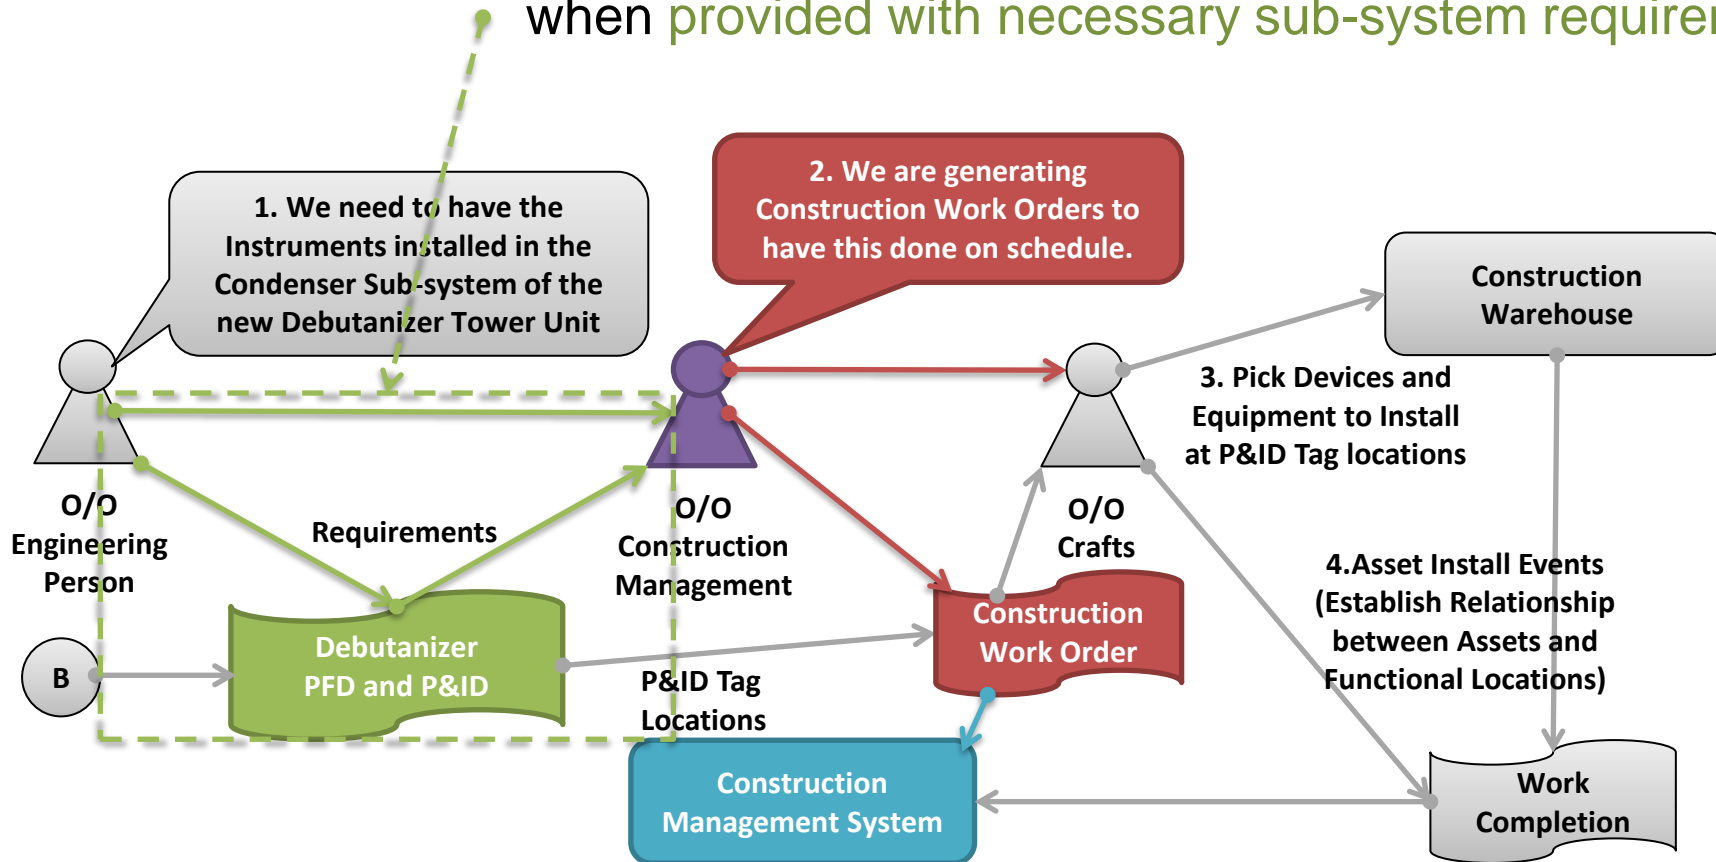 when provided with necessary sub-system
1. We need to have the
Instruments installed in the
Condenser Sub-system of the
new Debutanizer Tower Unit
2. We are generating
Construction Work Orders to
have this done on schedule.
Construction
Warehouse
3. Pick Devices and
Equipment to Install
at P&ID Tag locations
O/O
Engineering
Person
Requirements
O/O
Construction
Management
O/O
Crafts
4.Asset Install Events
(Establish Relationship
between Assets and
Functional Locations)
B
Debutanizer
PFD and P&ID
P&ID Tag
Locations
Construction
Work Order
Construction
Management System
Work
Completion